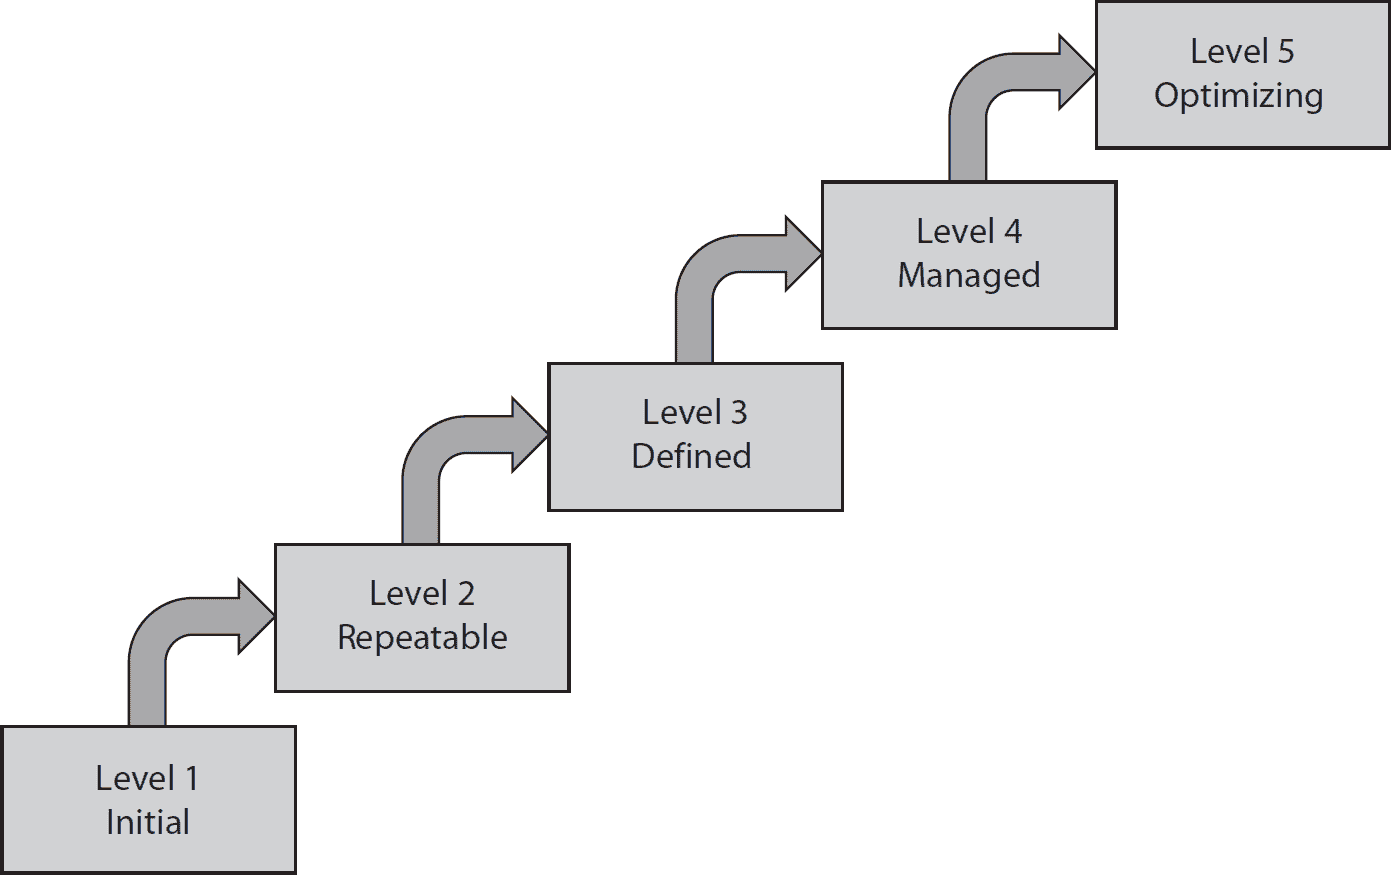 Level 5
Optimizing
Level 4
Managed
Level 3
Defined
Level 2
Repeatable
Level 1
Initial